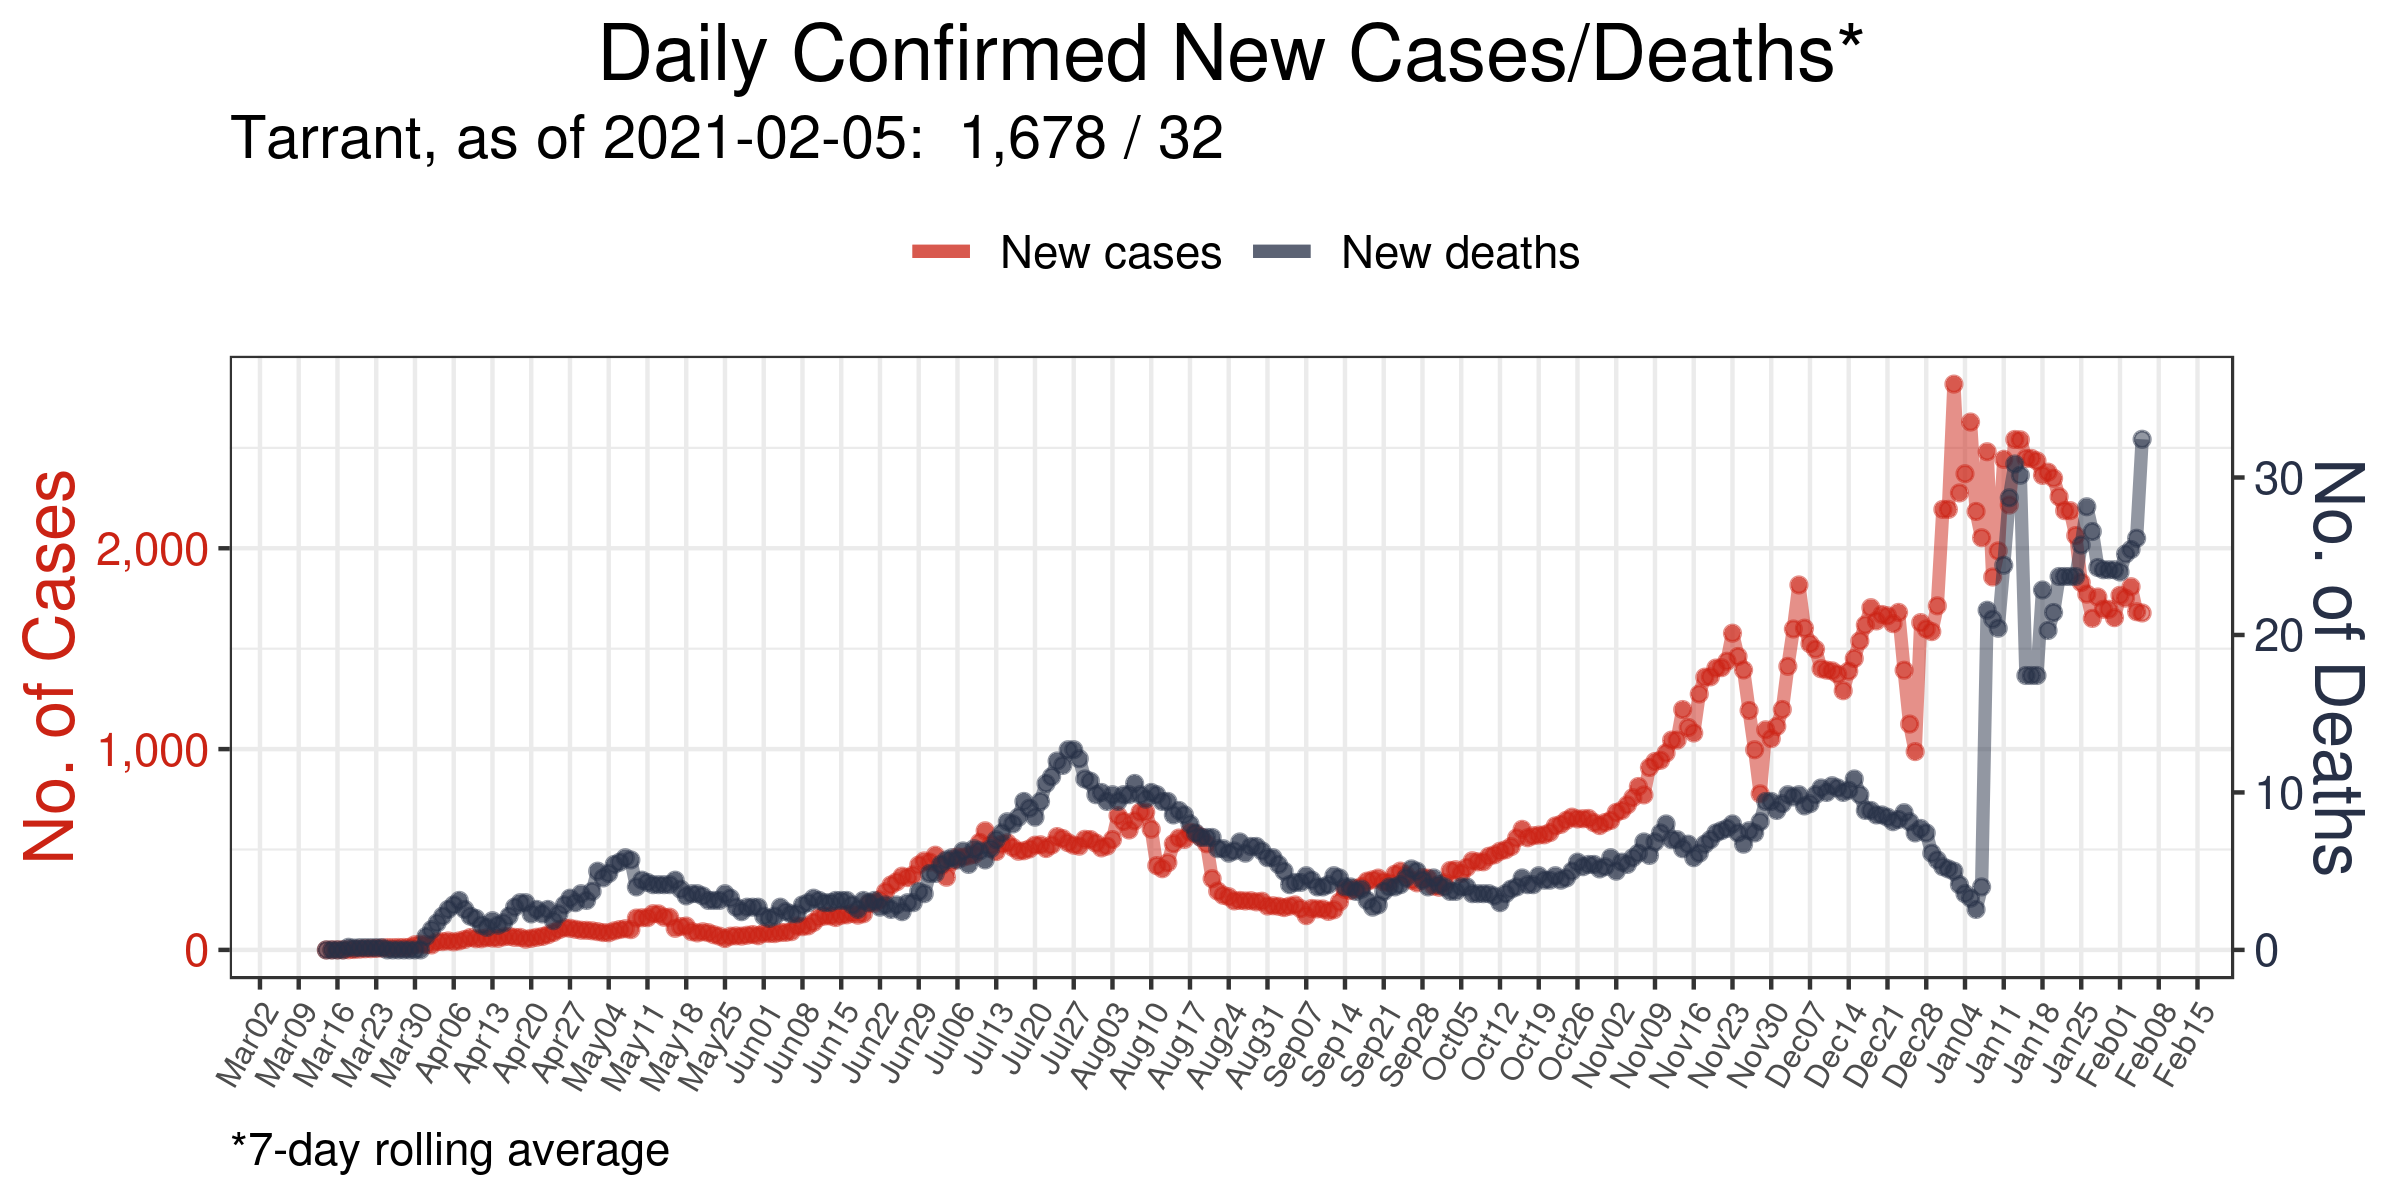 Daily Confirmed New Cases/Deaths*
Tarrant, as of 2021-02-05:  1,678 / 32
New cases New deaths
No. of Cases
2,000
1,000
0
No. of Deaths
30
20
10
0
Mar02 Mar09 Mar16 Mar23 Mar30 Apr06 Apr13 Apr20 Apr27 May04 May11 May18 May25 Jun01 Jun08 Jun15 Jun22 Jun29 Jul06 Jul13 Jul20 Jul27 Aug03 Aug10 Aug17 Aug24 Aug31 Sep07 Sep14 Sep21 Sep28 Oct05 Oct12 Oct19 Oct26 Nov02 Nov09 Nov16 Nov23 Nov30 Dec07 Dec14 Dec21 Dec28 Jan04 Jan11 Jan18 Jan25 Feb01 Feb08 Feb15
*7-day rolling average